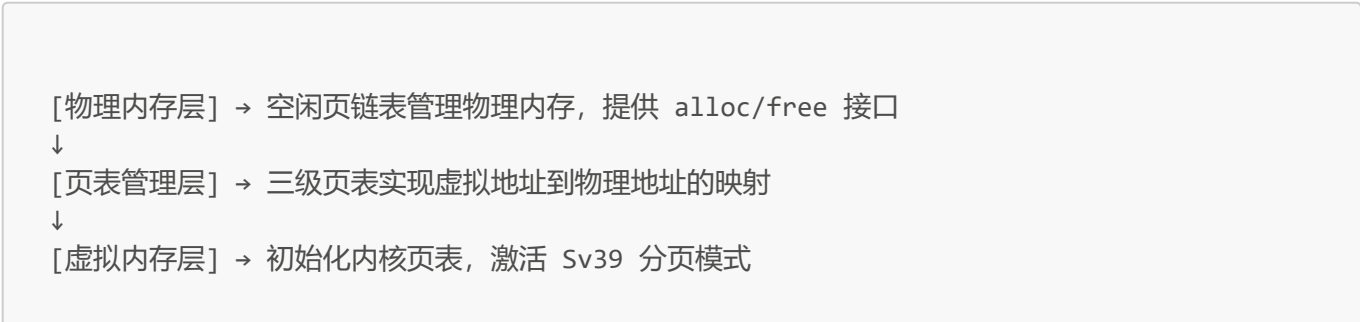 [物理内存层] → 空闲页链表管理物理内存，提供 alloc/free 接口
↓
[页表管理层] → 三级页表实现虚拟地址到物理地址的映射
↓
[虚拟内存层] → 初始化内核页表，激活 Sv39 分页模式